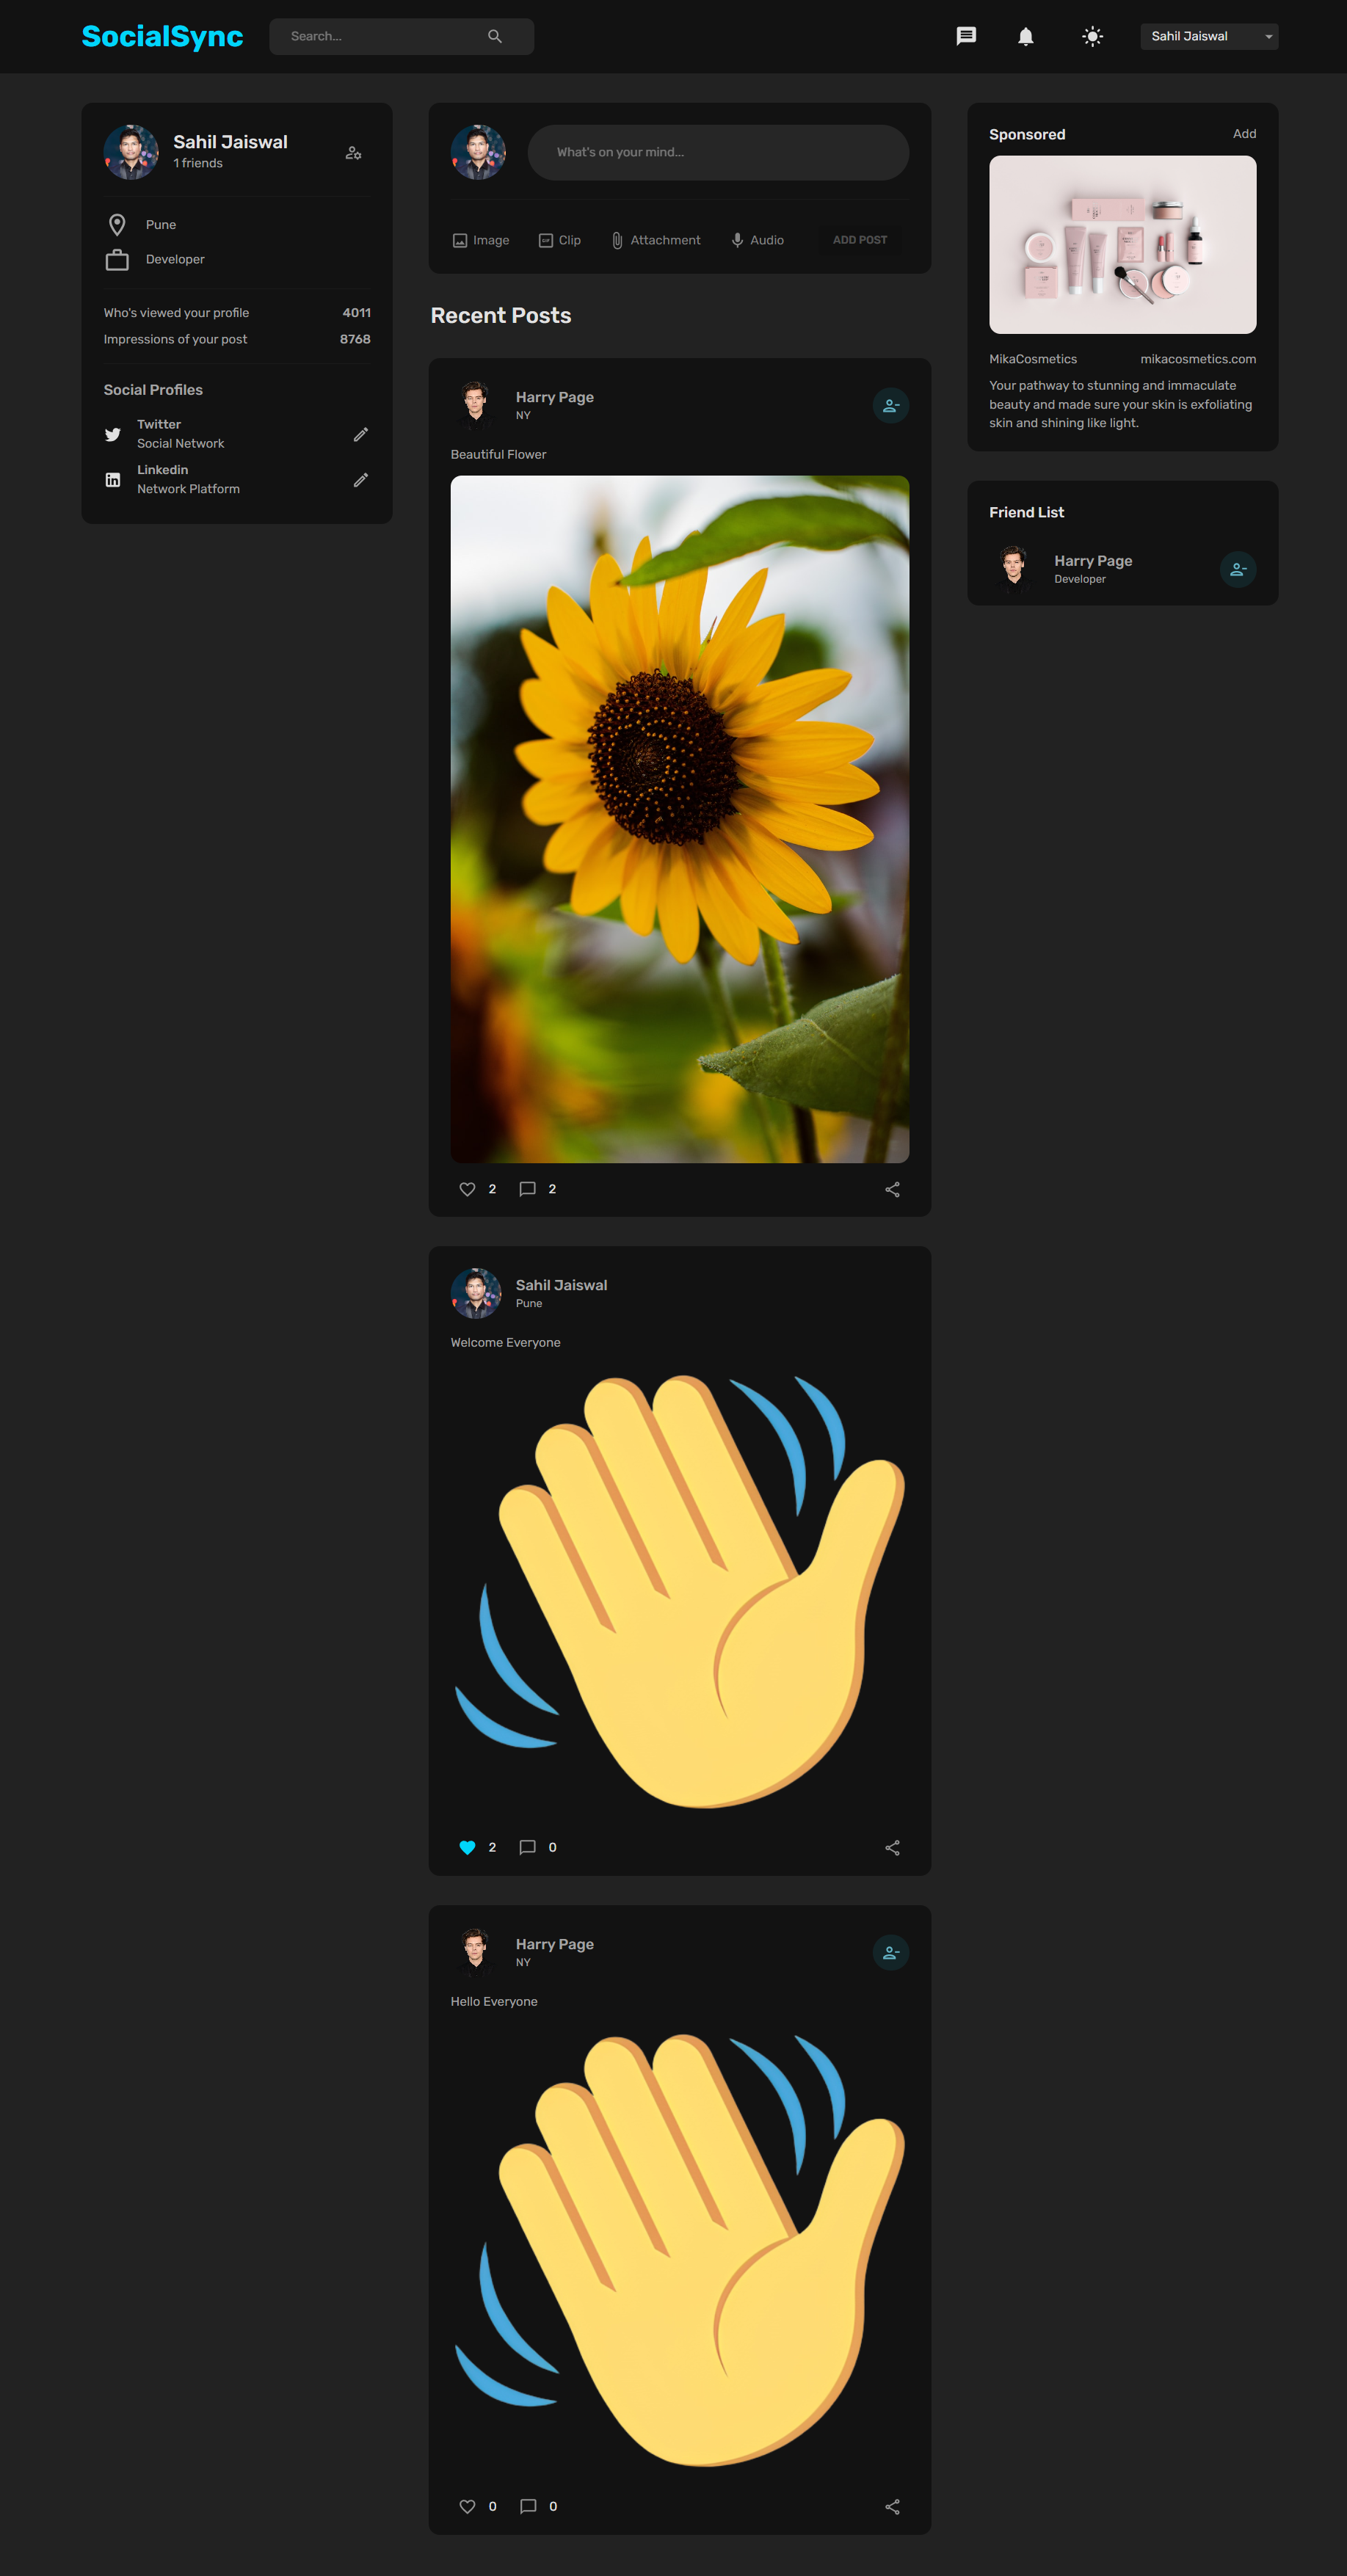 SocialSync
Search...
Sahil Jaiswal
Sahil Jaiswal
1 friends
Pune
Developer
Who's viewed your profile 4011
Impressions of your post 8768
Social Profiles
Twitter
Social Network
Linkedin
Network Platform
What's on your mind...
Image Clip Attachment Audio ADD POST
Recent Posts
Harry Page
NY
Beautiful Flower
2 2
Sahil Jaiswal
Pune
Welcome Everyone
2 0
Harry Page
NY
Hello Everyone
0 0
Sponsored Add
MikaCosmetics mikacosmetics.com
Your pathway to stunning and immaculate
beauty and made sure your skin is exfoliating
skin and shining like light.
Friend List
Harry Page
Developer